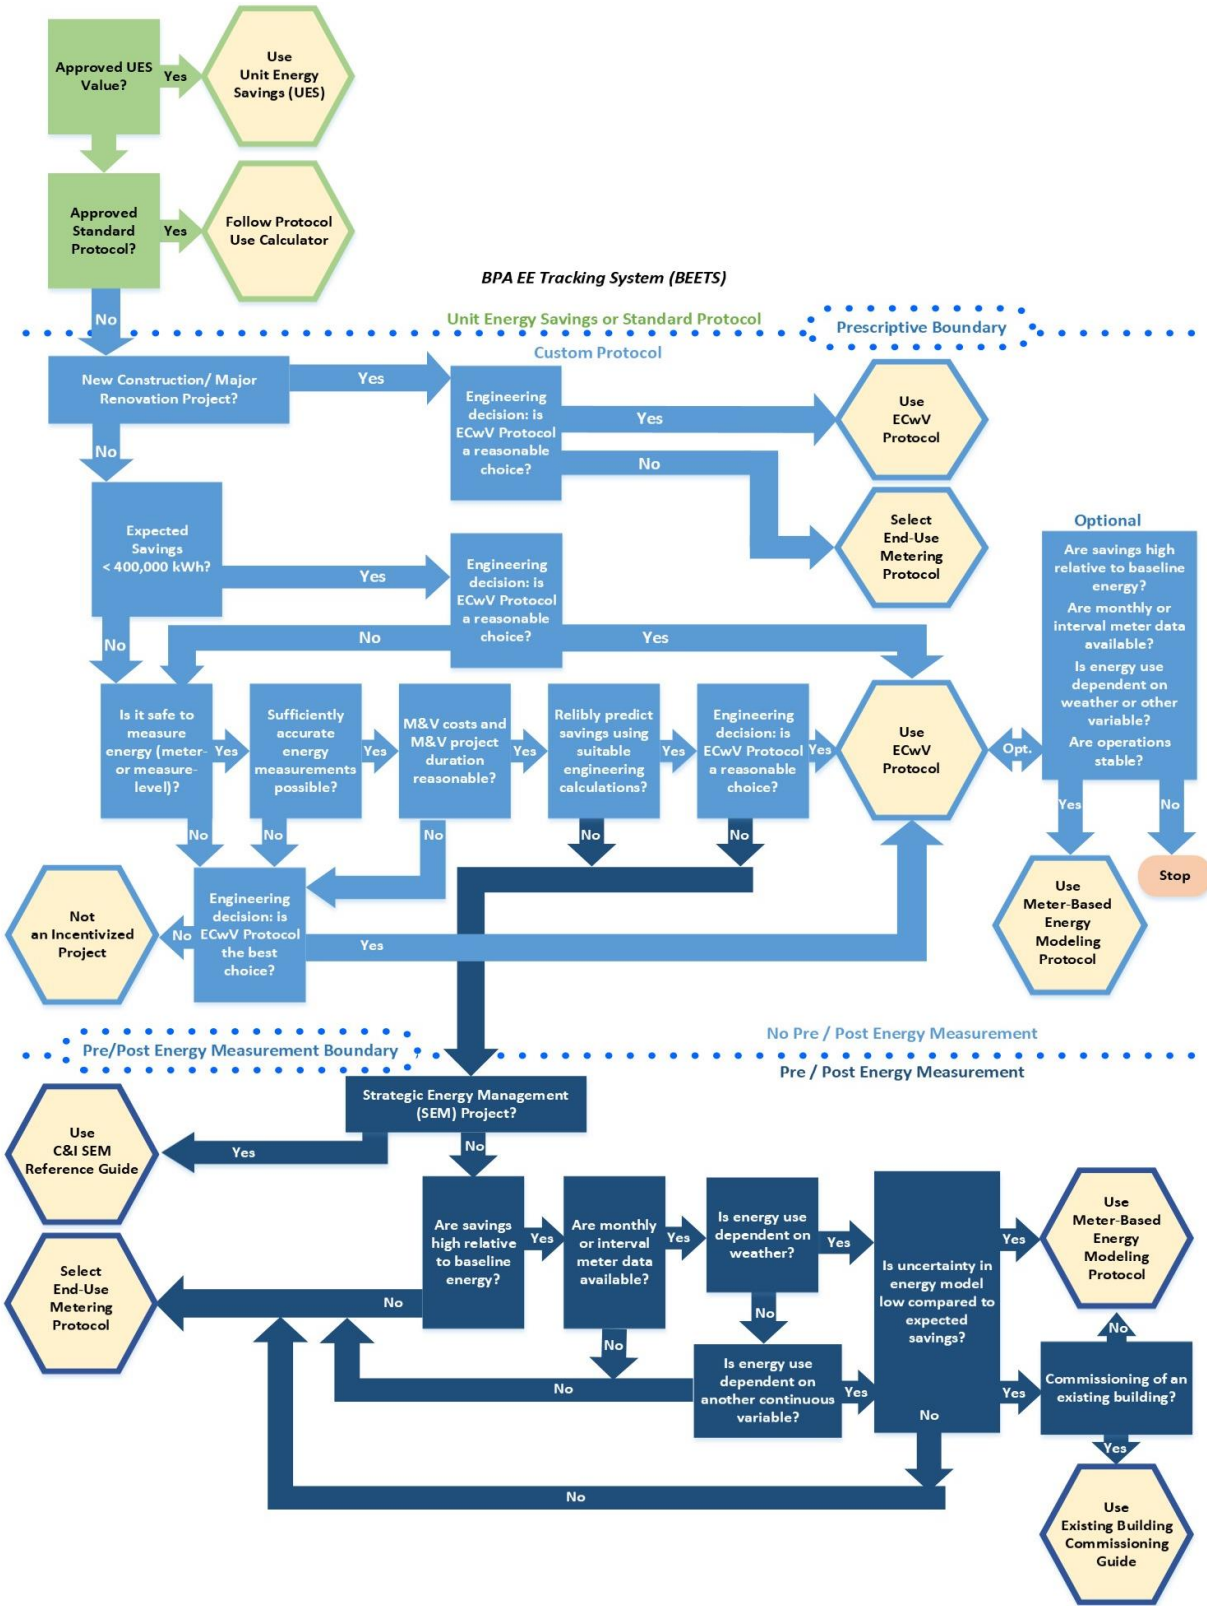 Approved UES
Value?
Yes
Use
Unit Energy
Savings (UES)
Approved
Standard
Protocol?
Yes
Follow Protocol
Use Calculator
No
BPA EE Tracking System (BEETS)
Unit Energy Savings or Standard Protocol
Prescriptive Boundary
Custom Protocol
New Construction/ Major
Renovation Project?
Yes
Engineering
decision: is
ECwV Protocol
a reasonable
choice?
Yes
No
Use
ECwV
Protocol
Select
End-Use
Metering
Protocol
No
Expected
Savings
< 400,000 kWh?
Yes
Engineering
decision: is
ECwV Protocol
a reasonable
choice?
No
Yes
No
Optional
Are savings high
relative to baseline
energy?
Are monthly or
interval meter data
available?
Is energy use
dependent on
weather or other
variable?
Are operations
stable?
Is it safe to
measure
energy (meter-
or measure-
level)?
Yes
Sufficiently
accurate
energy
measurements
possible?
Yes
M&V costs and
M&V project
duration
reasonable?
Yes
Relibly predict
savings using
suitable
engineering
calculations?
Yes
Engineering
decision: is
ECwV Protocol
a reasonable
choice?
Yes
Use
ECwV
Protocol
Opt.
Yes
No
No
No
No
No
No
Use
Meter-Based
Energy
Modeling
Protocol
Stop
Not
an Incentivized
Project
No
Engineering
decision: is
ECwV Protocol
the best
choice?
Yes
No Pre / Post Energy Measurement
Pre/Post Energy Measurement Boundary
Pre / Post Energy Measurement
Strategic Energy Management
(SEM) Project?
Use
C&I SEM
Reference Guide
Yes
No
Are savings
high relative
to baseline
energy?
Yes
Are monthly
or interval
meter data
available?
Yes
Is energy use
dependent on
weather?
Yes
Is uncertainty in
energy model
low compared to
expected
savings?
Yes
Use
Meter-Based
Energy
Modeling
Protocol
Select
End-Use
Metering
Protocol
No
No
No
No
Is energy use
dependent on
another continuous
variable?
No
Yes
No
Yes
Commissioning of an
existing building?
Yes
No
Use
Existing Building
Commissioning
Guide